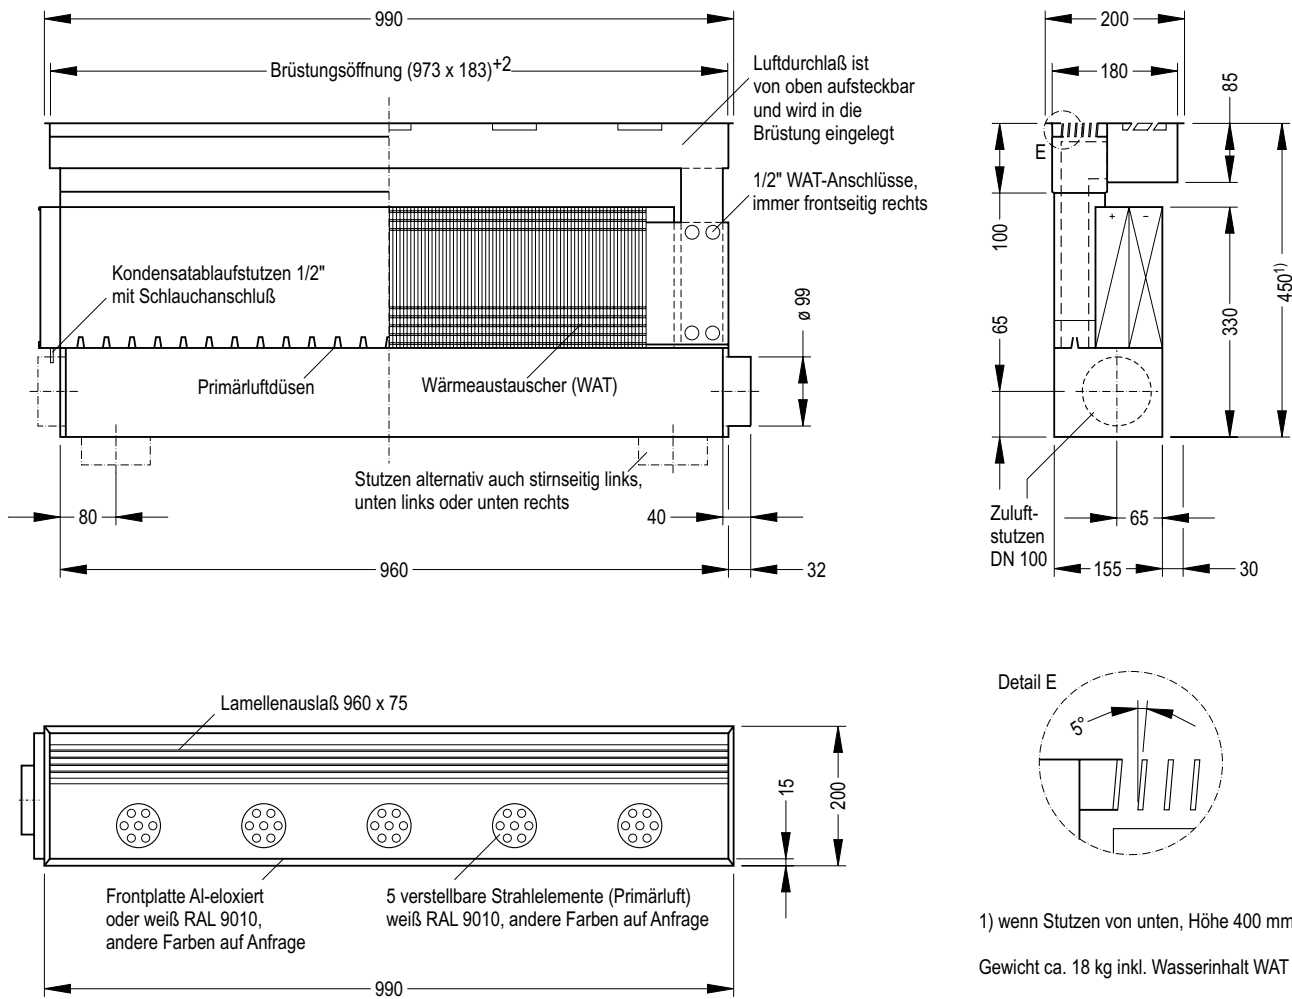 990
Brüstungsöffnung (973 x 183)+2
Luftdurchlaß ist
von oben aufsteckbar
und wird in die
Brüstung eingelegt
1/2" WAT-Anschlüsse,
immer frontseitig rechts
Kondensatablaufstutzen 1/2"
mit Schlauchanschluß
ø 99
Primärluftdüsen
Wärmeaustauscher (WAT)
Stutzen alternativ auch stirnseitig links,
unten links oder unten rechts
80
40
960
32
200
180
85
E
100
+ −
450 1)
65
330
Zuluft-
stutzen
DN 100
65
155
30
Lamellenauslaß 960 x 75
15
200
Frontplatte Al-eloxiert
oder weiß RAL 9010,
andere Farben auf Anfrage
5 verstellbare Strahlelemente (Primärluft)
weiß RAL 9010, andere Farben auf Anfrage
990
Detail E
5°
1) wenn Stutzen von unten, Höhe 400 mm
Gewicht ca. 18 kg inkl. Wasserinhalt WAT